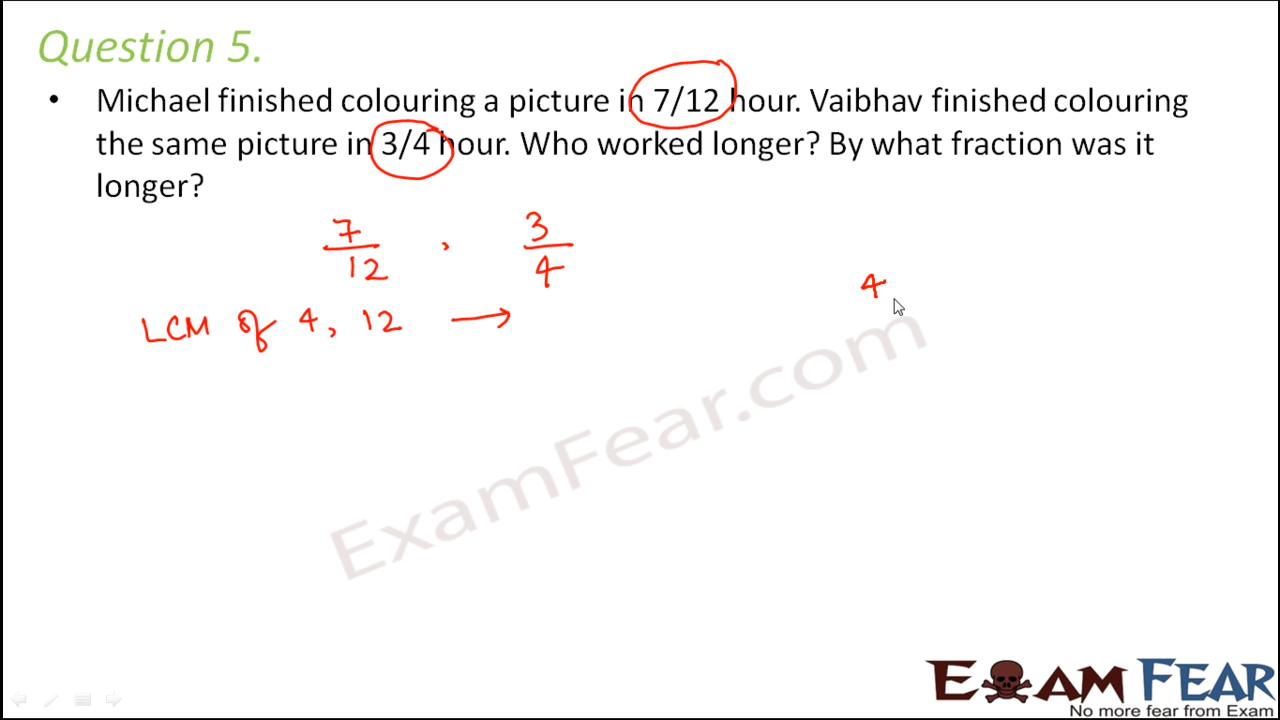 Question 5.
• Michael finished colouring a picture in 7/12 hour. Vaibhav finished colouring
the same picture in 3/4 hour. Who worked longer? By what fraction was it
longer?
7/12 , 3/4
4
LCM of 4, 12 →
ExamFear.com
EXAM FEAR
No more fear from Exam